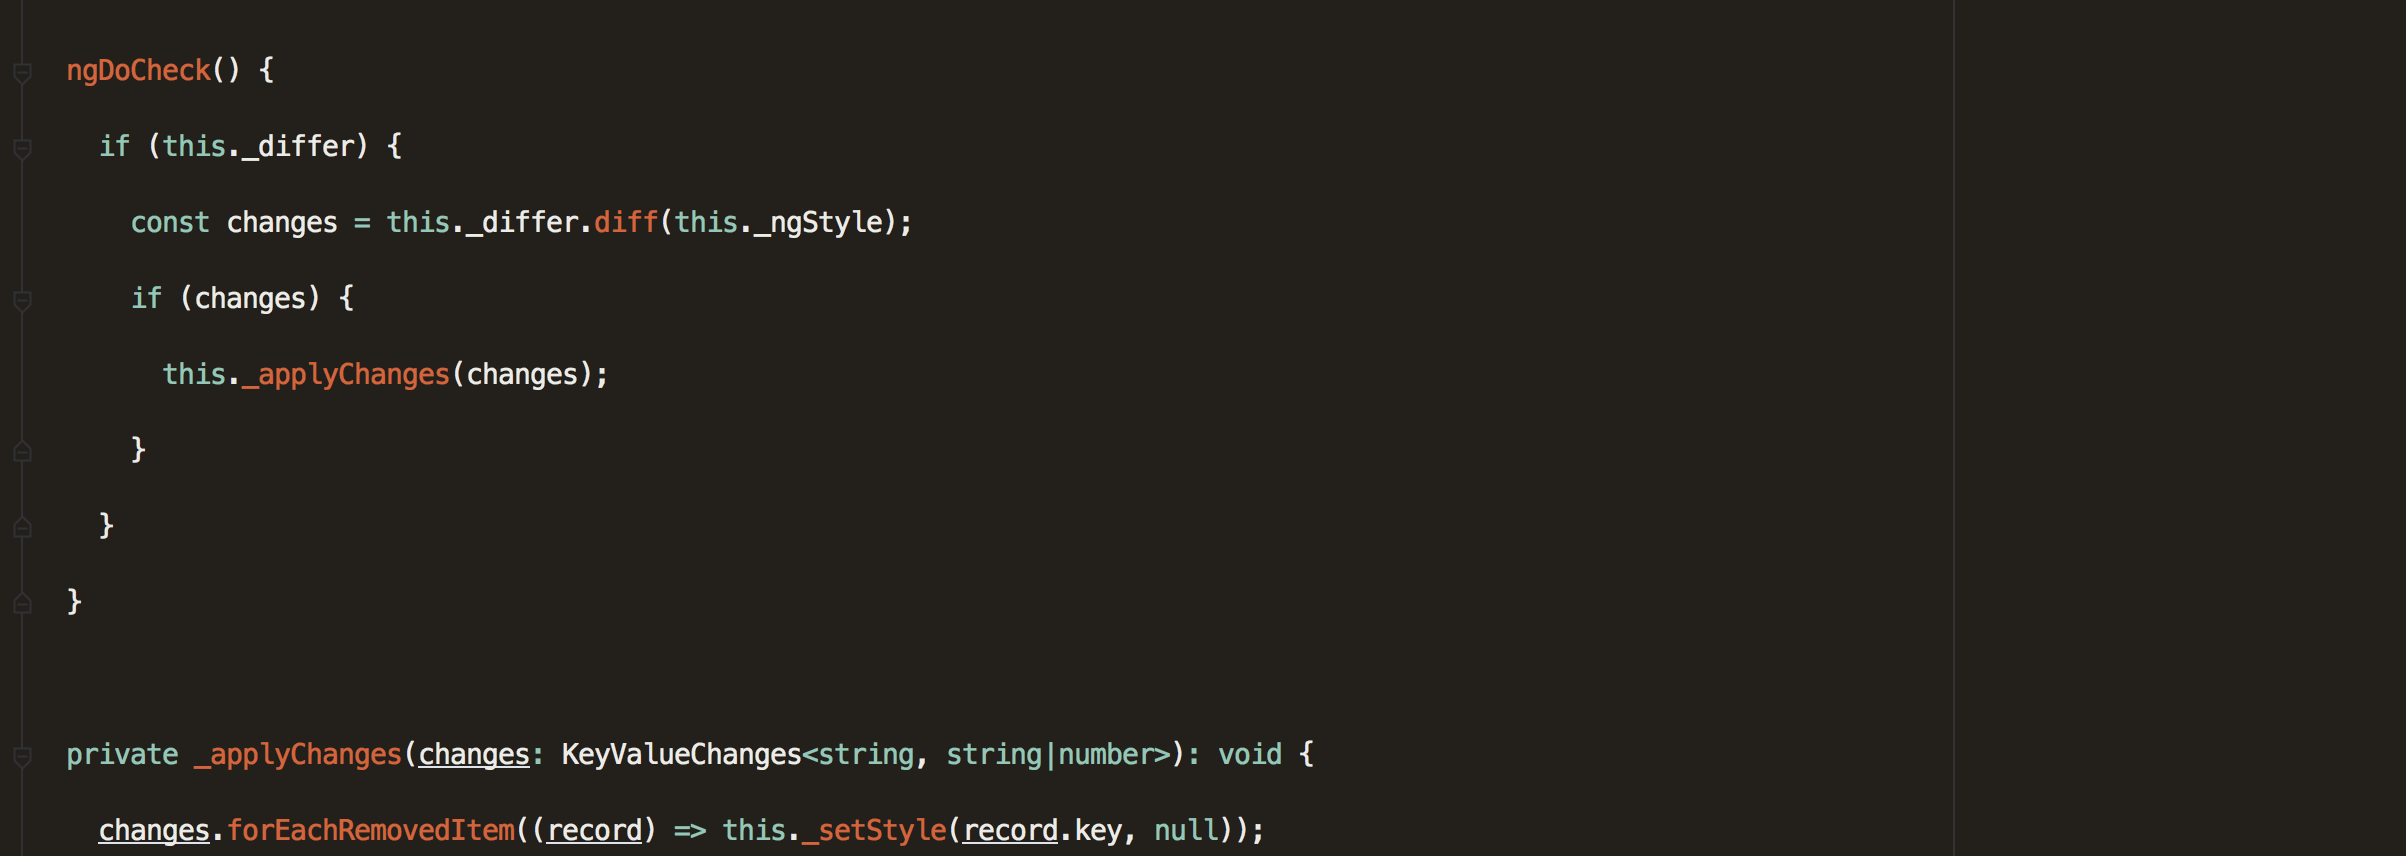 ngDoCheck() {
if (this._differ) {
const changes = this._differ.diff(this._ngStyle);
if (changes) {
this._applyChanges(changes);
}
}
}
private _applyChanges(changes: KeyValueChanges<string, string|number>): void {
changes.forEachRemovedItem((record) => this._setStyle(record.key, null));